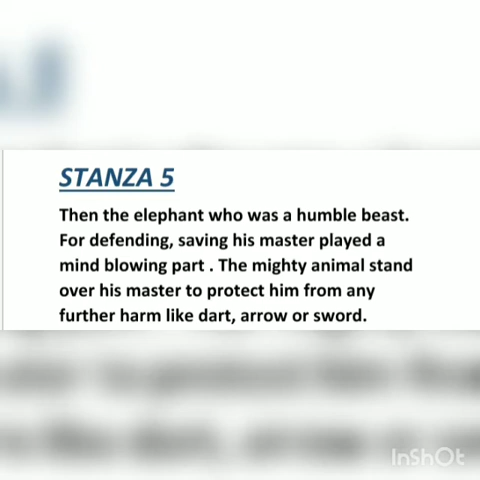 STANZA 5
Then the elephant who was a humble beast.
For defending, saving his master played a
mind blowing part . The mighty animal stand
over his master to protect him from any
further harm like dart, arrow or sword.
InShOt